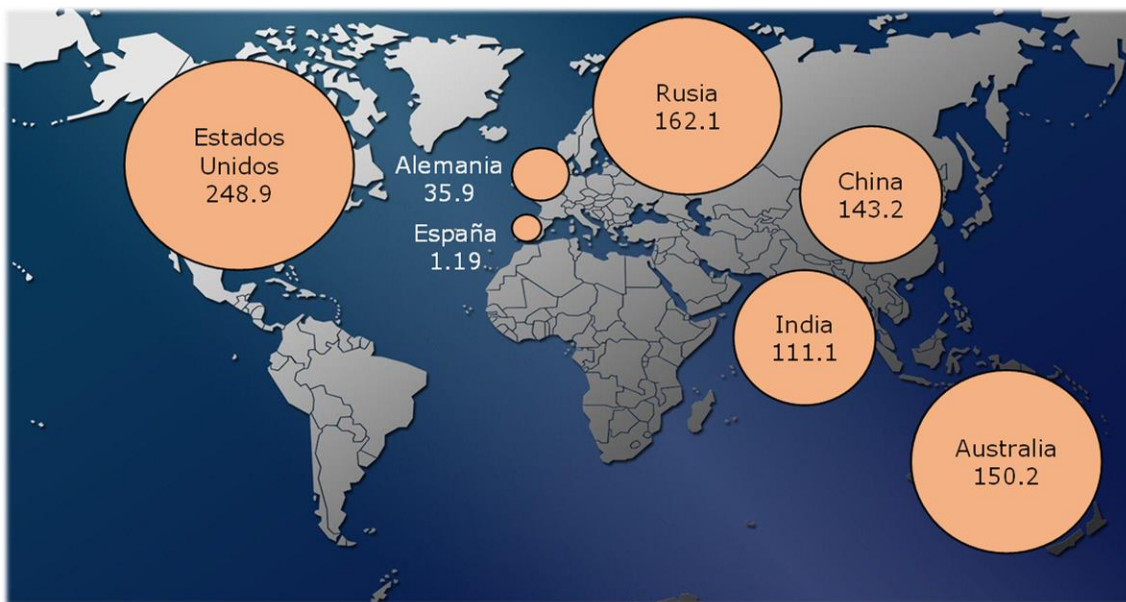 Estados
Unidos
248.9
Alemania
35.9
España
1.19
Rusia
162.1
China
143.2
India
111.1
Australia
150.2